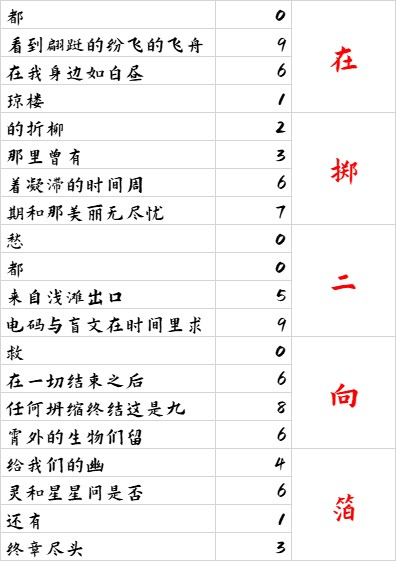 都 0
看到翩跹的纷飞的飞舟 9
在
在我身边如白昼 6
琼楼 1
的折柳 2
那里曾有 3
掷
着凝滞的时间周 6
期和那美丽无尽忧 7
愁 0
都 0
二
来自浅滩出口 5
电码与盲文在时间里求 9
救 0
在一切结束之后 6
向
任何坍缩终结这是九 8
霄外的生物们留 6
给我们的幽 4
灵和星星问是否 6
箔
还有 1
终章尽头 3